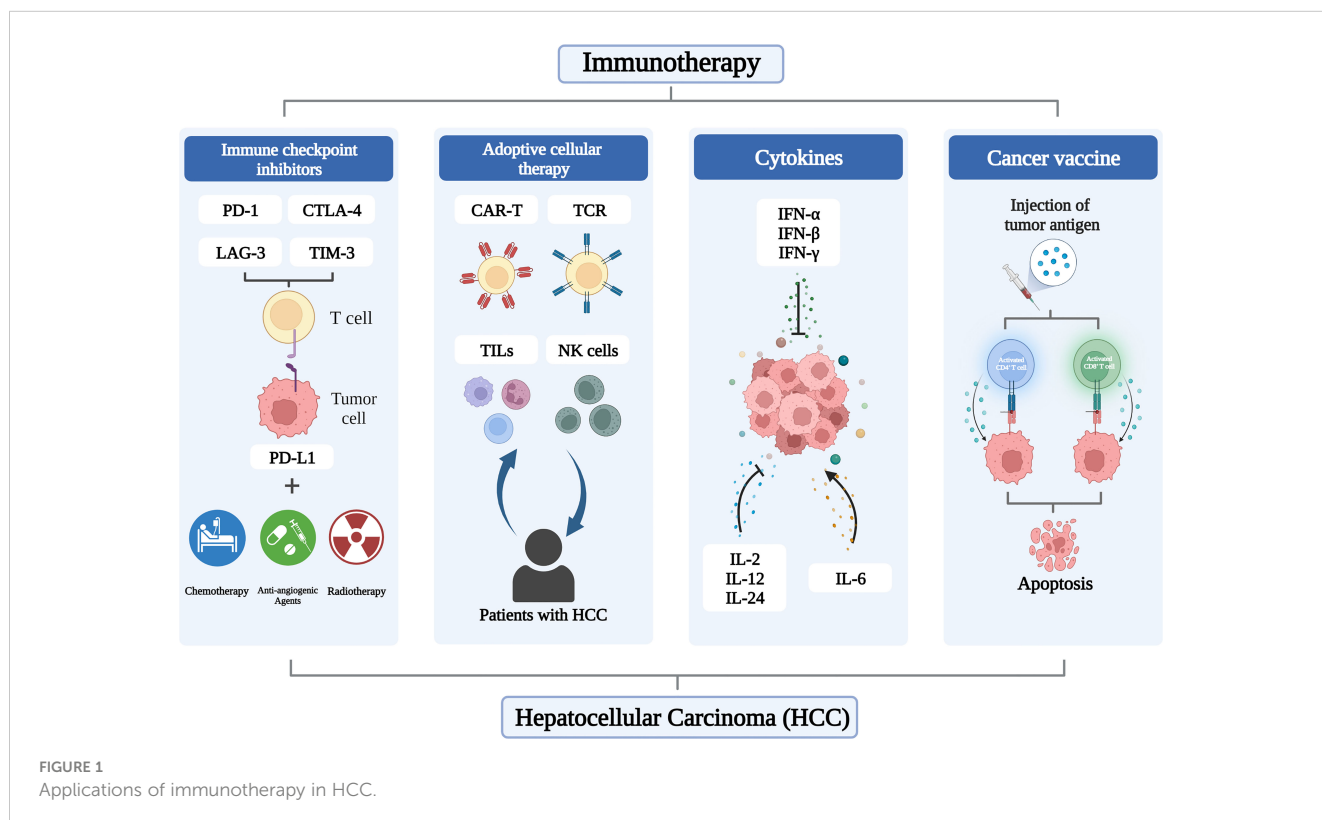 Immunotherapy
Immune checkpoint
inhibitors
PD-1
CTLA-4
LAG-3
TIM-3
T cell
Tumor
cell
PD-L1
+
Chemotherapy
Anti-angiogenic
Agents
Radiotherapy
Adoptive cellular
therapy
CAR-T
TCR
TILs
NK cells
Patients with HCC
Cytokines
IFN-α
IFN-β
IFN-γ
IL-2
IL-12
IL-24
IL-6
Cancer vaccine
Injection of
tumor antigen
Activated
CD4⁺ T cell
Activated
CD8⁺ T cell
Apoptosis
Hepatocellular Carcinoma (HCC)
FIGURE 1
Applications of immunotherapy in HCC.